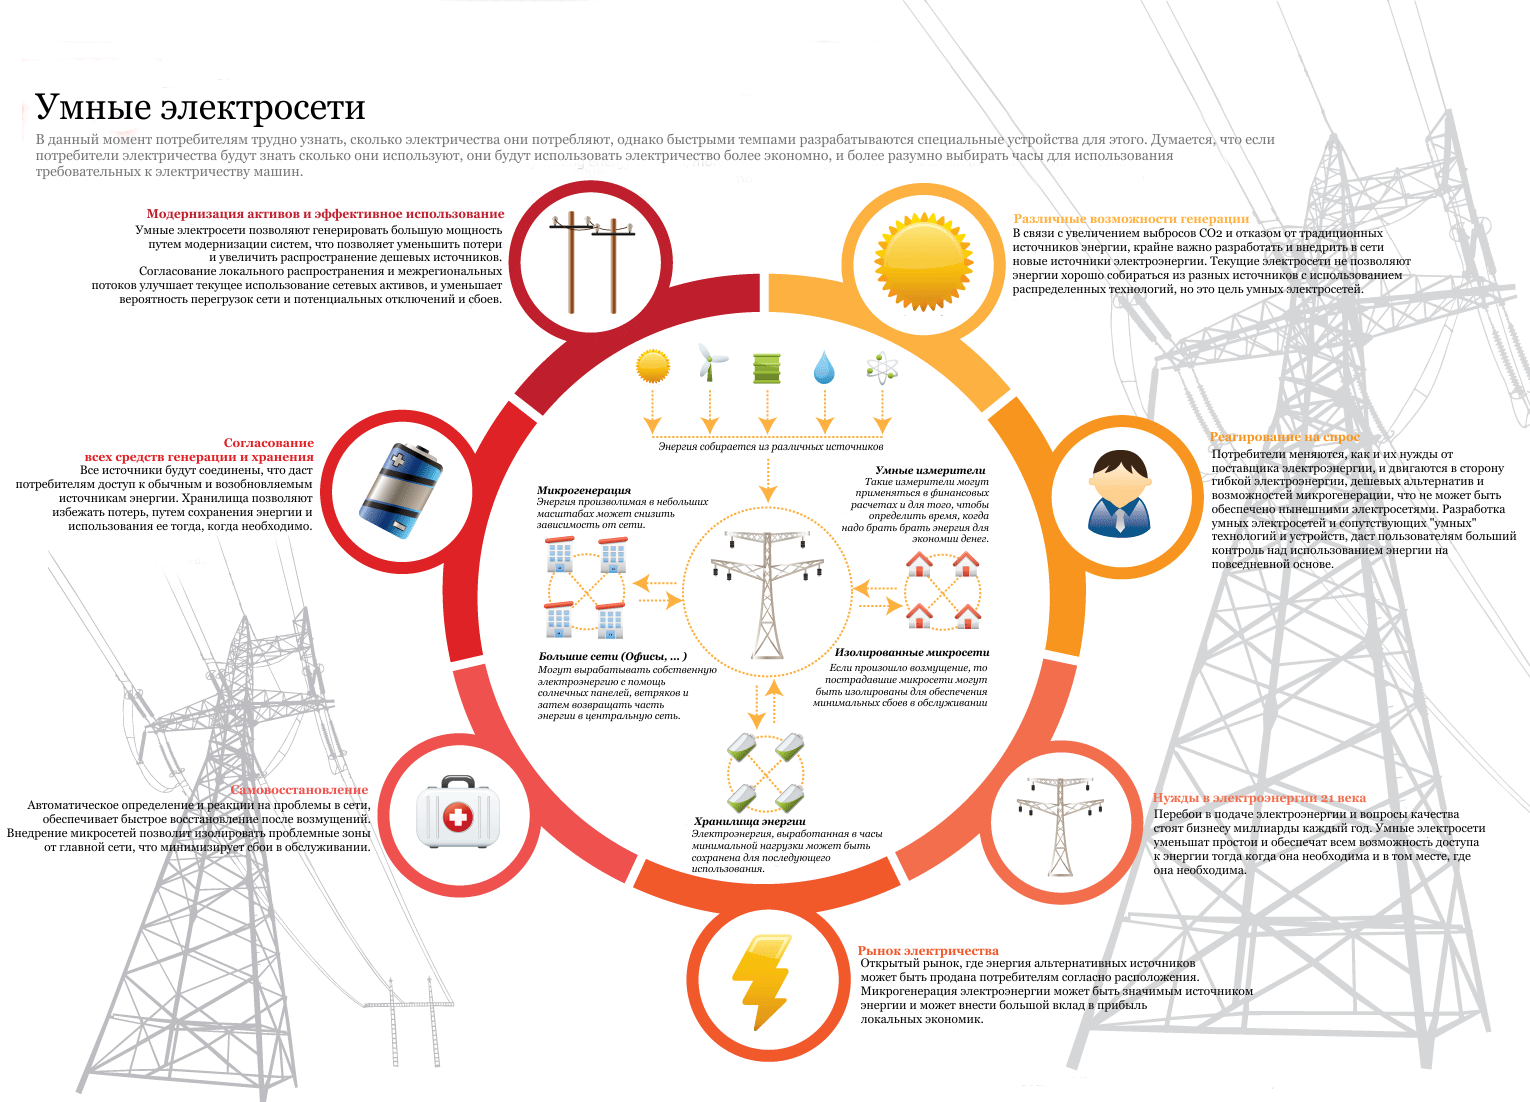 Умные электросети
В данный момент потребителям трудно узнать, сколько электричества они потребляют, однако быстрыми темпами разрабатываются специальные устройства для этого. Думается, что если
потребители электричества будут знать сколько они используют, они будут использовать электричество более экономно, и более разумно выбирать часы для использования
требовательных к электричеству машин.
Модернизация активов и эффективное использование
Умные электросети позволяют генерировать большую мощность
путем модернизации систем, что позволяет уменьшить потери
и увеличить распространение дешевых источников.
Согласование локального распространения и межрегиональных
потоков улучшает текущее использование сетевых активов, и уменьшает
вероятность перегрузок сети и потенциальных отключений и сбоев.
Различные возможности генерации
В связи с увеличением выбросов СО2 и отказом от традиционных
источников энергии, крайне важно разработать и внедрить в сети
новые источники электроэнергии. Текущие электросети не позволяют
энергии хорошо собираться из разных источников с использованием
распределенных технологий, но это цель умных электросетей.
Согласование
всех средств генерации и хранения
Все источники будут соединены, что даст
потребителям доступ к обычным и возобновляемым
источникам энергии. Хранилища позволяют
избежать потерь, путем сохранения энергии и
использования ее тогда, когда необходимо.
Реагирование на спрос
Потребители меняются, как и их нужды от
поставщика электроэнергии, и двигаются в сторону
гибкой электроэнергии, дешевых альтернатив и
возможностей микрогенерации, что не может быть
обеспечено нынешними электросетями. Разработка
умных электросетей и сопутствующих "умных"
технологий и устройств, даст пользователям больший
контроль над использованием энергии на
повседневной основе.
Энергия собирается из различных источников
Микрогенерация
Энергия произволимая в небольших
масштабах может снизить
зависимость от сети.
Умные измерители
Такие измерители могут
применяться в финансовых
расчетах и для того, чтобы
определить время, когда
надо брать брать энергия для
экономии денег.
Большие сети (Офисы, ... )
Могут вырабатывать собственную
электроэнергию с помощь
солнечных панелей, ветряков и
затем возвращать часть
энергии в центральную сеть.
Изолированные микросети
Если произошло возмущение, то
пострадавшие микросети могут
быть изолированы для обеспечения
минимальных сбоев в обслуживании
Хранилища энергии
Электроэнергия, выработанная в часы
минимальной нагрузки может быть
сохранена для последующего
использования.
Самовосстановление
Автоматическое определение и реакции на проблемы в сети,
обеспечивает быстрое восстановление после возмущений.
Внедрение микросетей позволит изолировать проблемные зоны
от главной сети, что минимизирует сбои в обслуживании.
Нужды в электроэнергии 21 века
Перебои в подаче электроэнергии и вопросы качества
стоят бизнесу миллиарды каждый год. Умные электросети
уменьшат простои и обеспечат всем возможность доступа
к энергии тогда когда она необходима и в том месте, где
она необходима.
Рынок электричества
Открытый рынок, где энергия альтернативных источников
может быть продана потребителям согласно расположения.
Микрогенерация электроэнергии может быть значимым источником
энергии и может внести большой вклад в прибыль
локальных экономик.